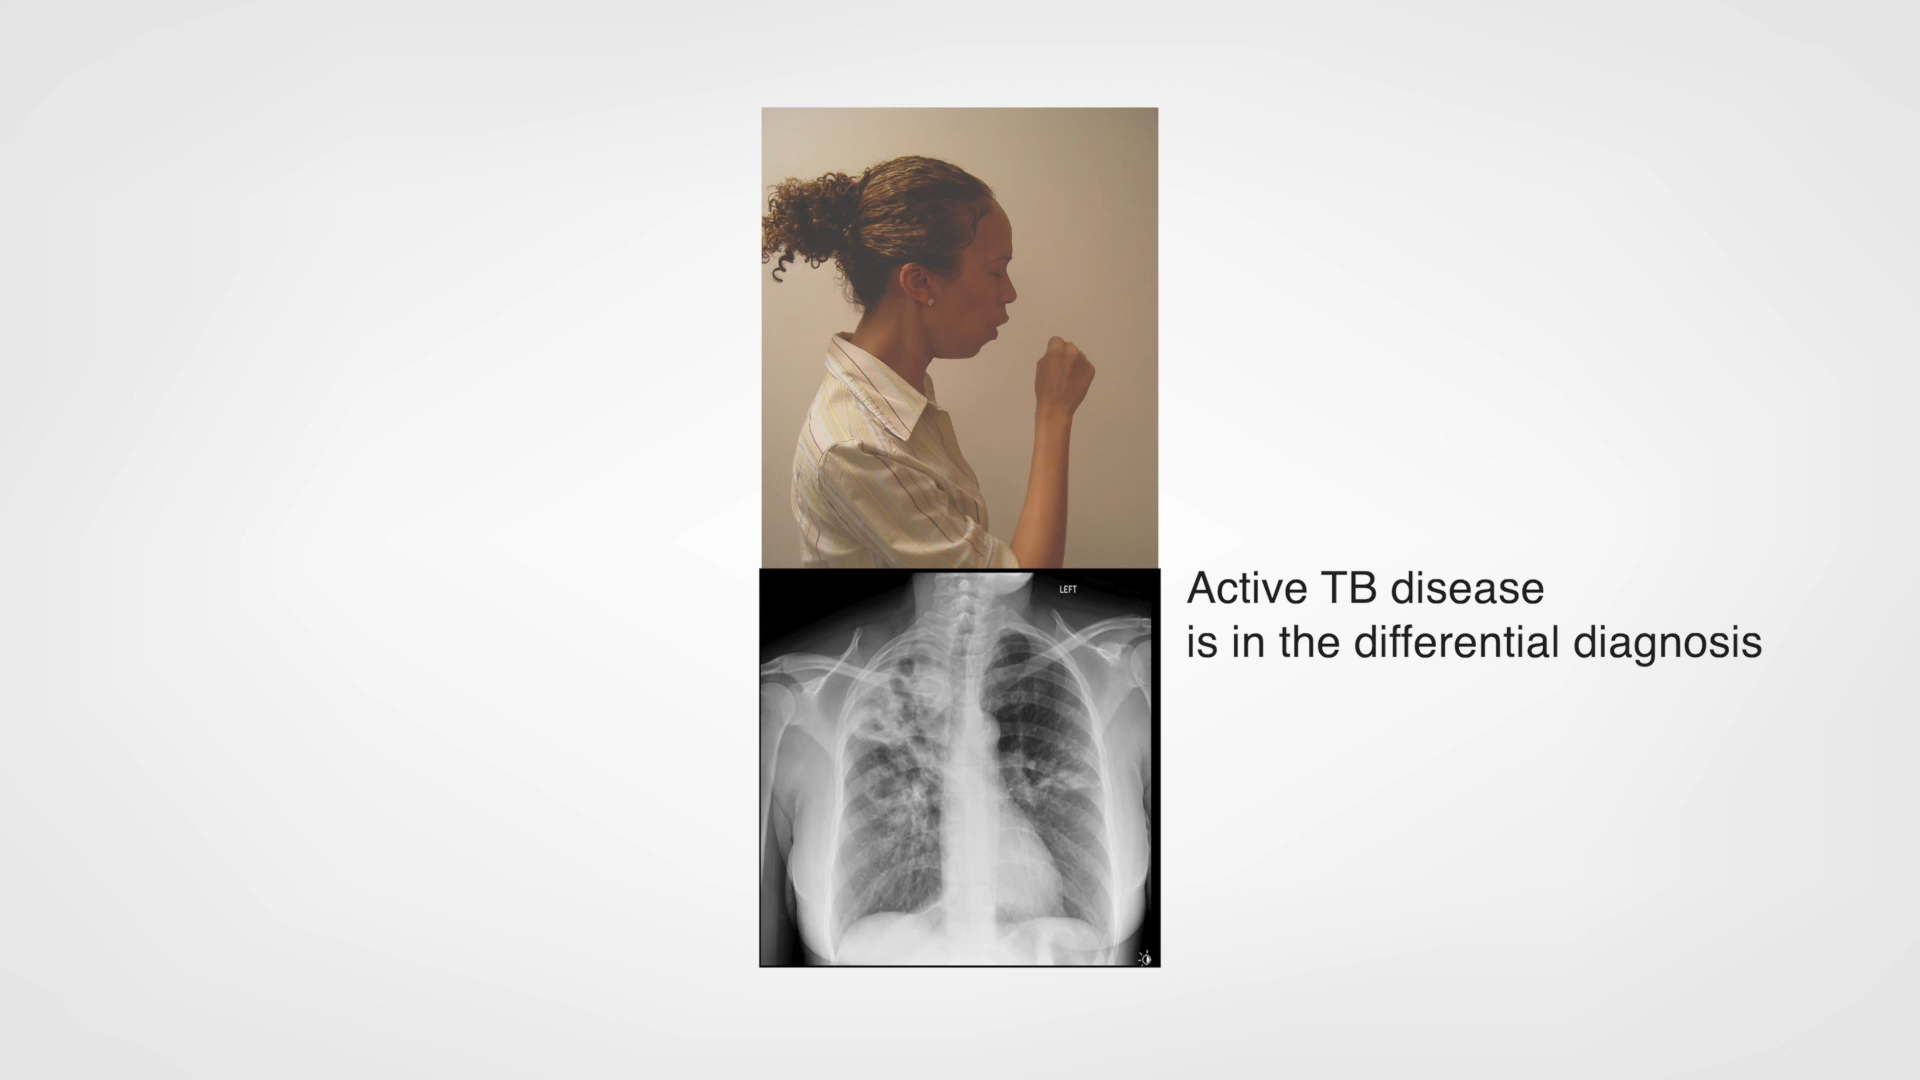 LEFT
Active TB disease
is in the differential diagnosis